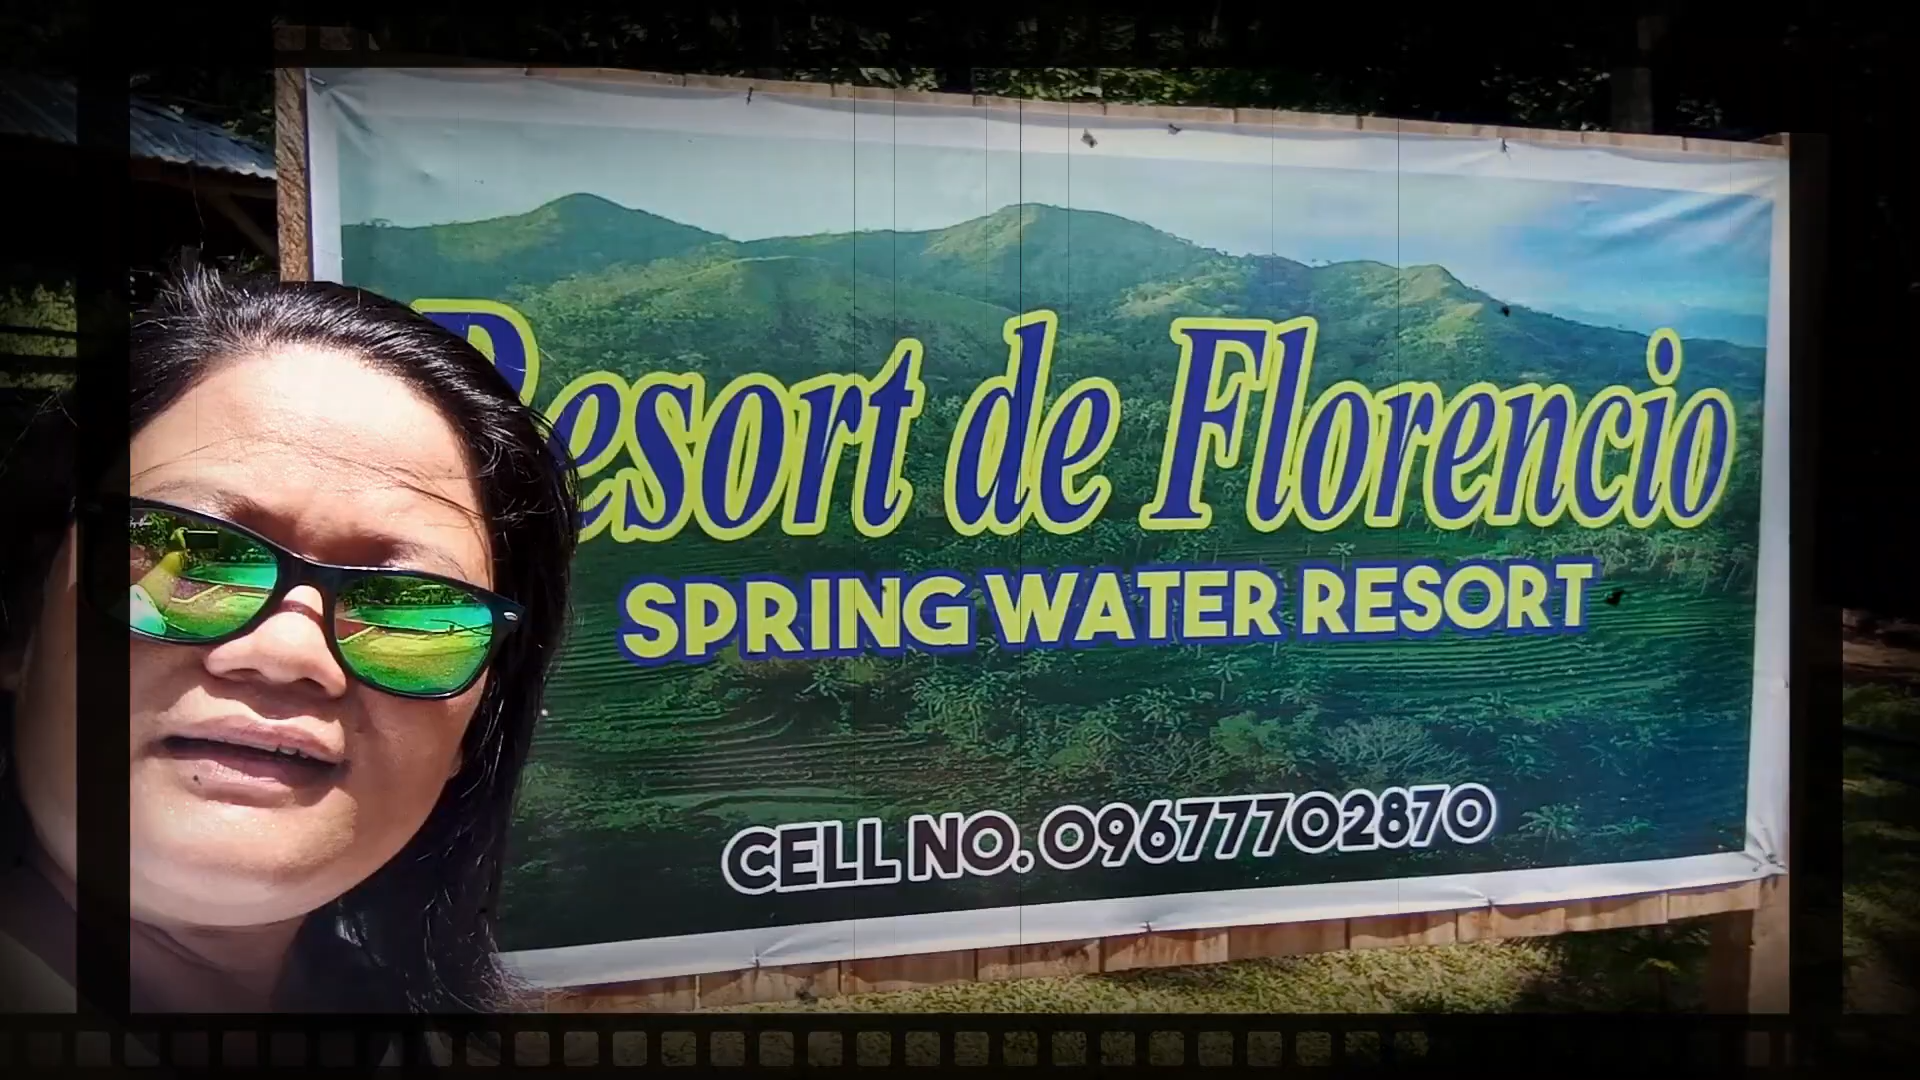 Resort de Florencio
SPRING WATER RESORT
CELL NO. 09677702870